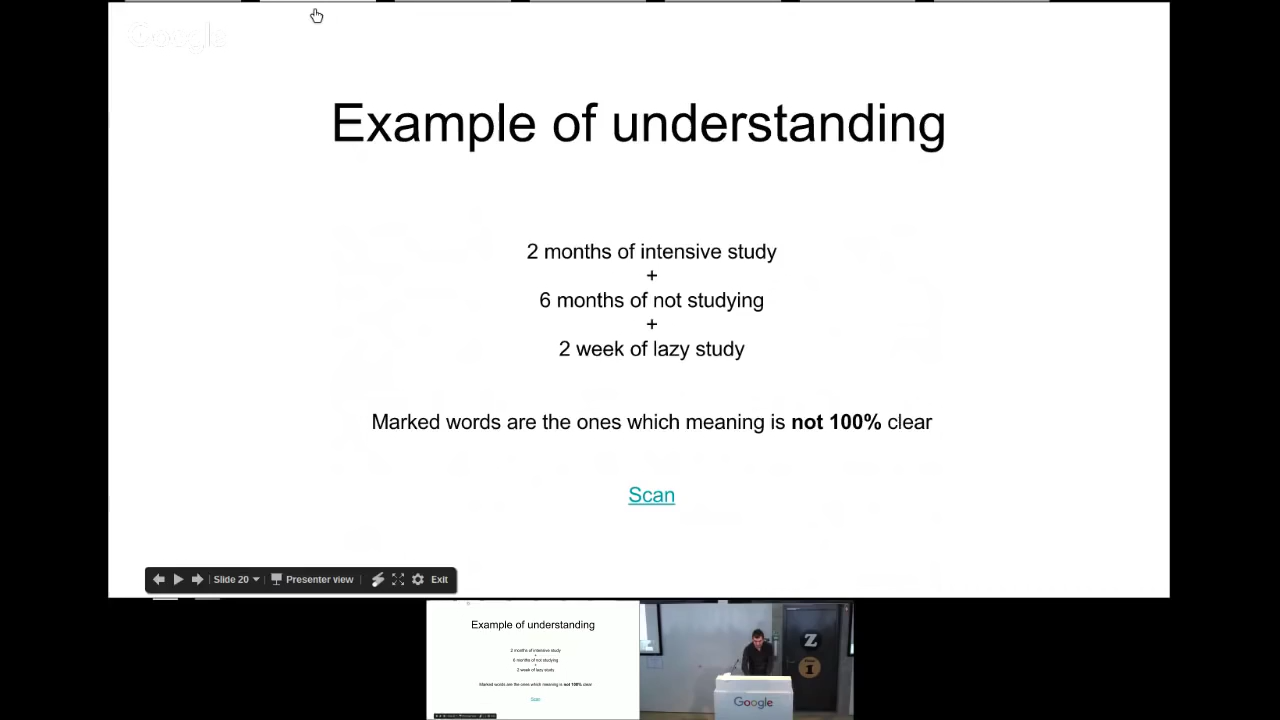 Google
Example of understanding
2 months of intensive study
+
6 months of not studying
+
2 week of lazy study
Marked words are the ones which meaning is not 100% clear
Scan
Slide 20
Presenter view
Exit
Example of understanding
2 months of intensive study
+
6 months of not studying
+
2 week of lazy study
Marked words are the ones which meaning is not 100% clear
Scan
Z
1
Google